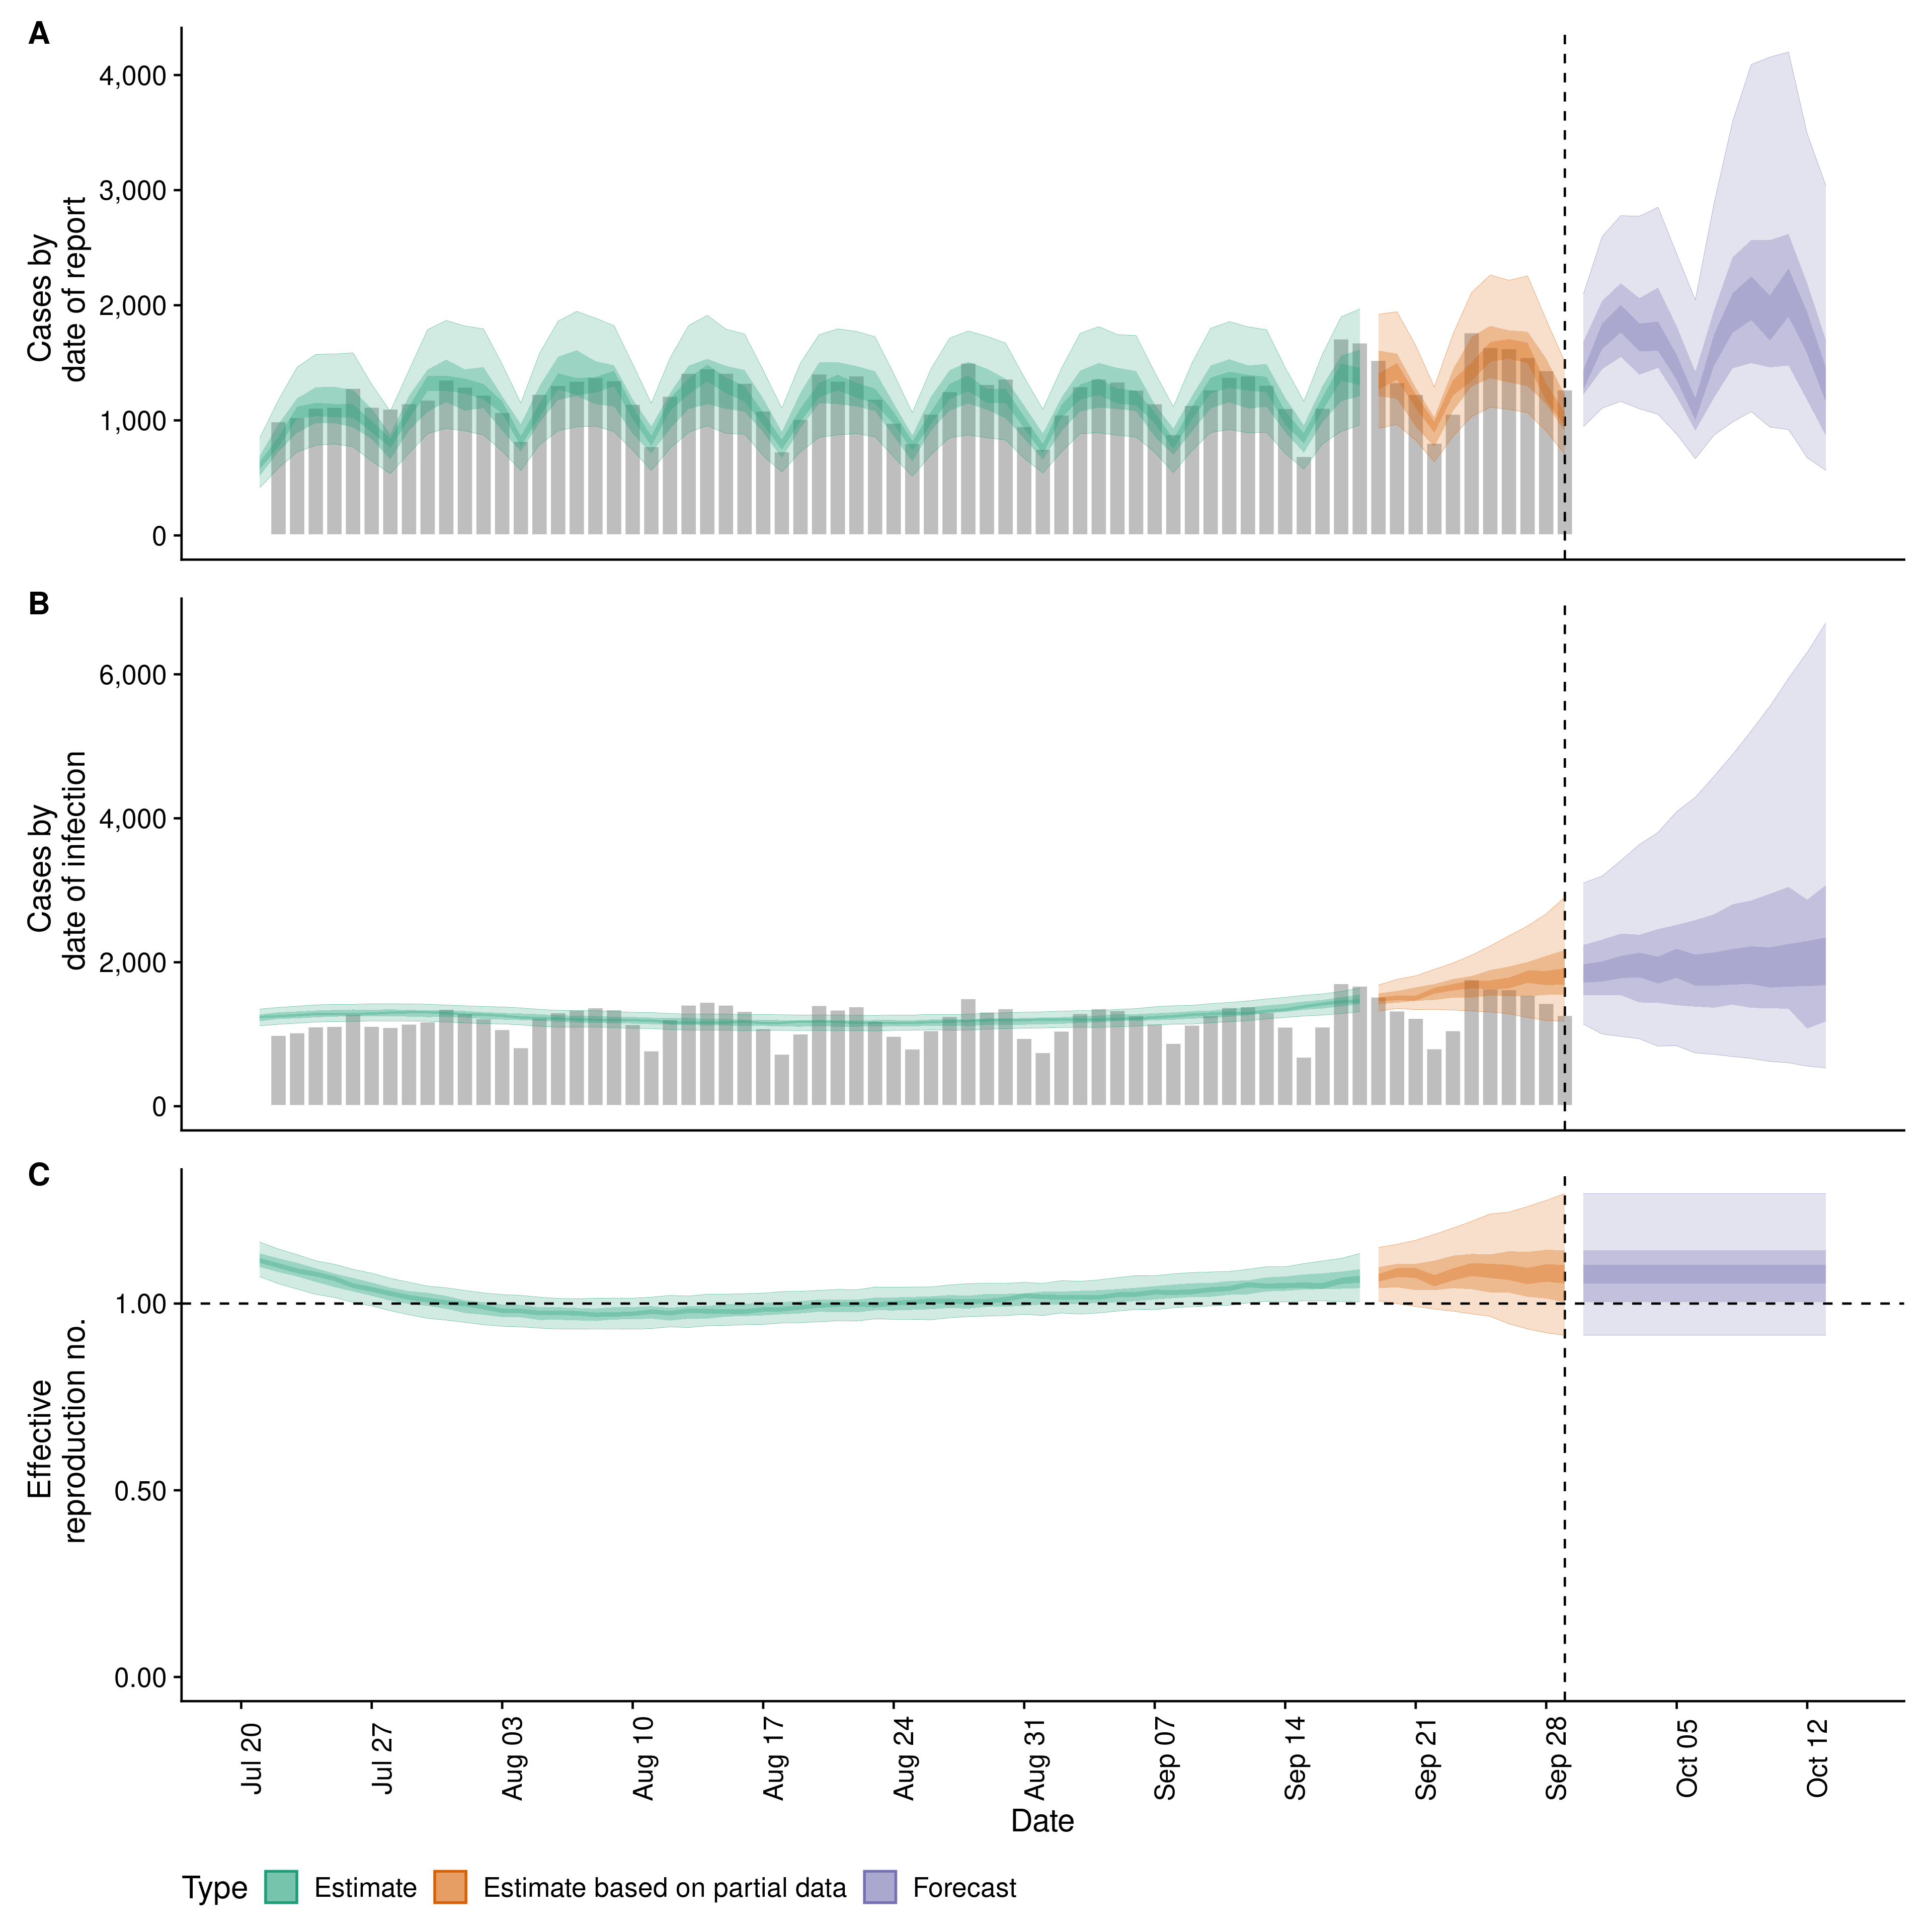 A
Cases by
date of report
4,000
3,000
2,000
1,000
0
B
Cases by
date of infection
6,000
4,000
2,000
0
C
Effective
reproduction no.
1.00
0.50
0.00
Jul 20
Jul 27
Aug 03
Aug 10
Aug 17
Aug 24
Aug 31
Sep 07
Sep 14
Sep 21
Sep 28
Oct 05
Oct 12
Date
Type Estimate Estimate based on partial data Forecast